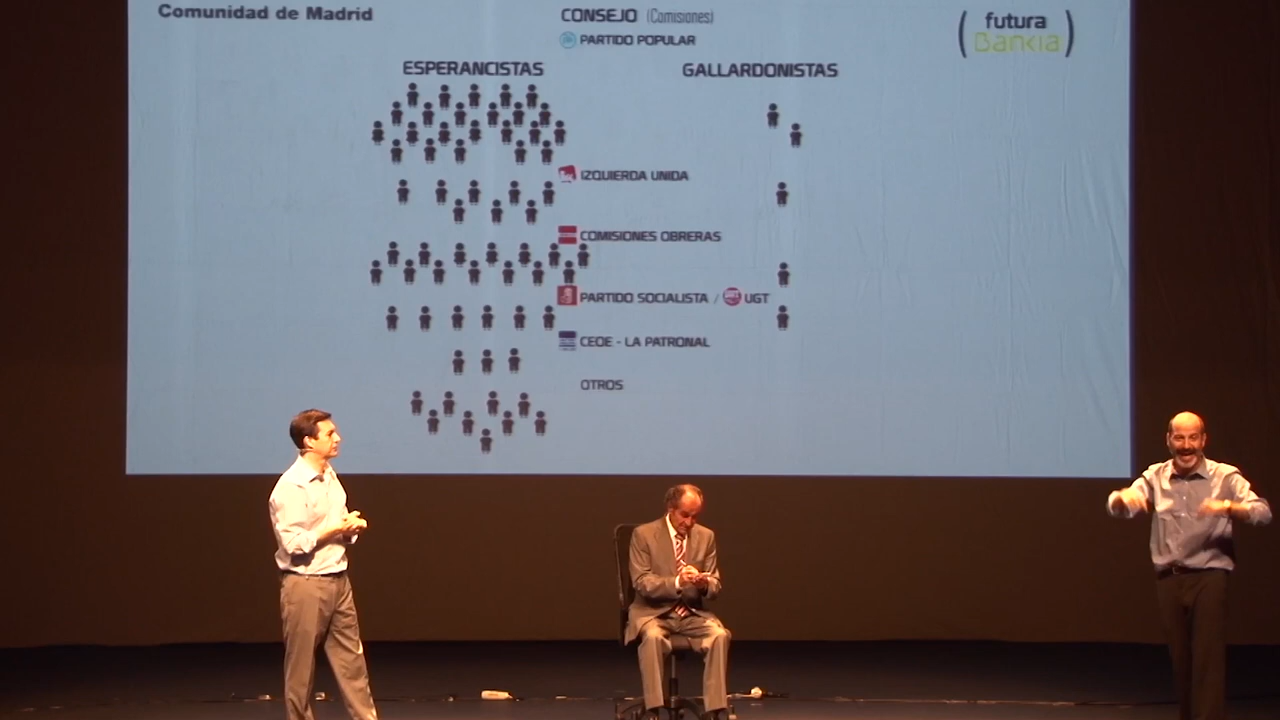 Comunidad de Madrid
CONSEJO (Comisiones)
PARTIDO POPULAR
( futura
Bankia )
ESPERANCISTAS
GALLARDONISTAS
IZQUIERDA UNIDA
COMISIONES OBRERAS
PARTIDO SOCIALISTA / UGT
CEOE - LA PATRONAL
OTROS